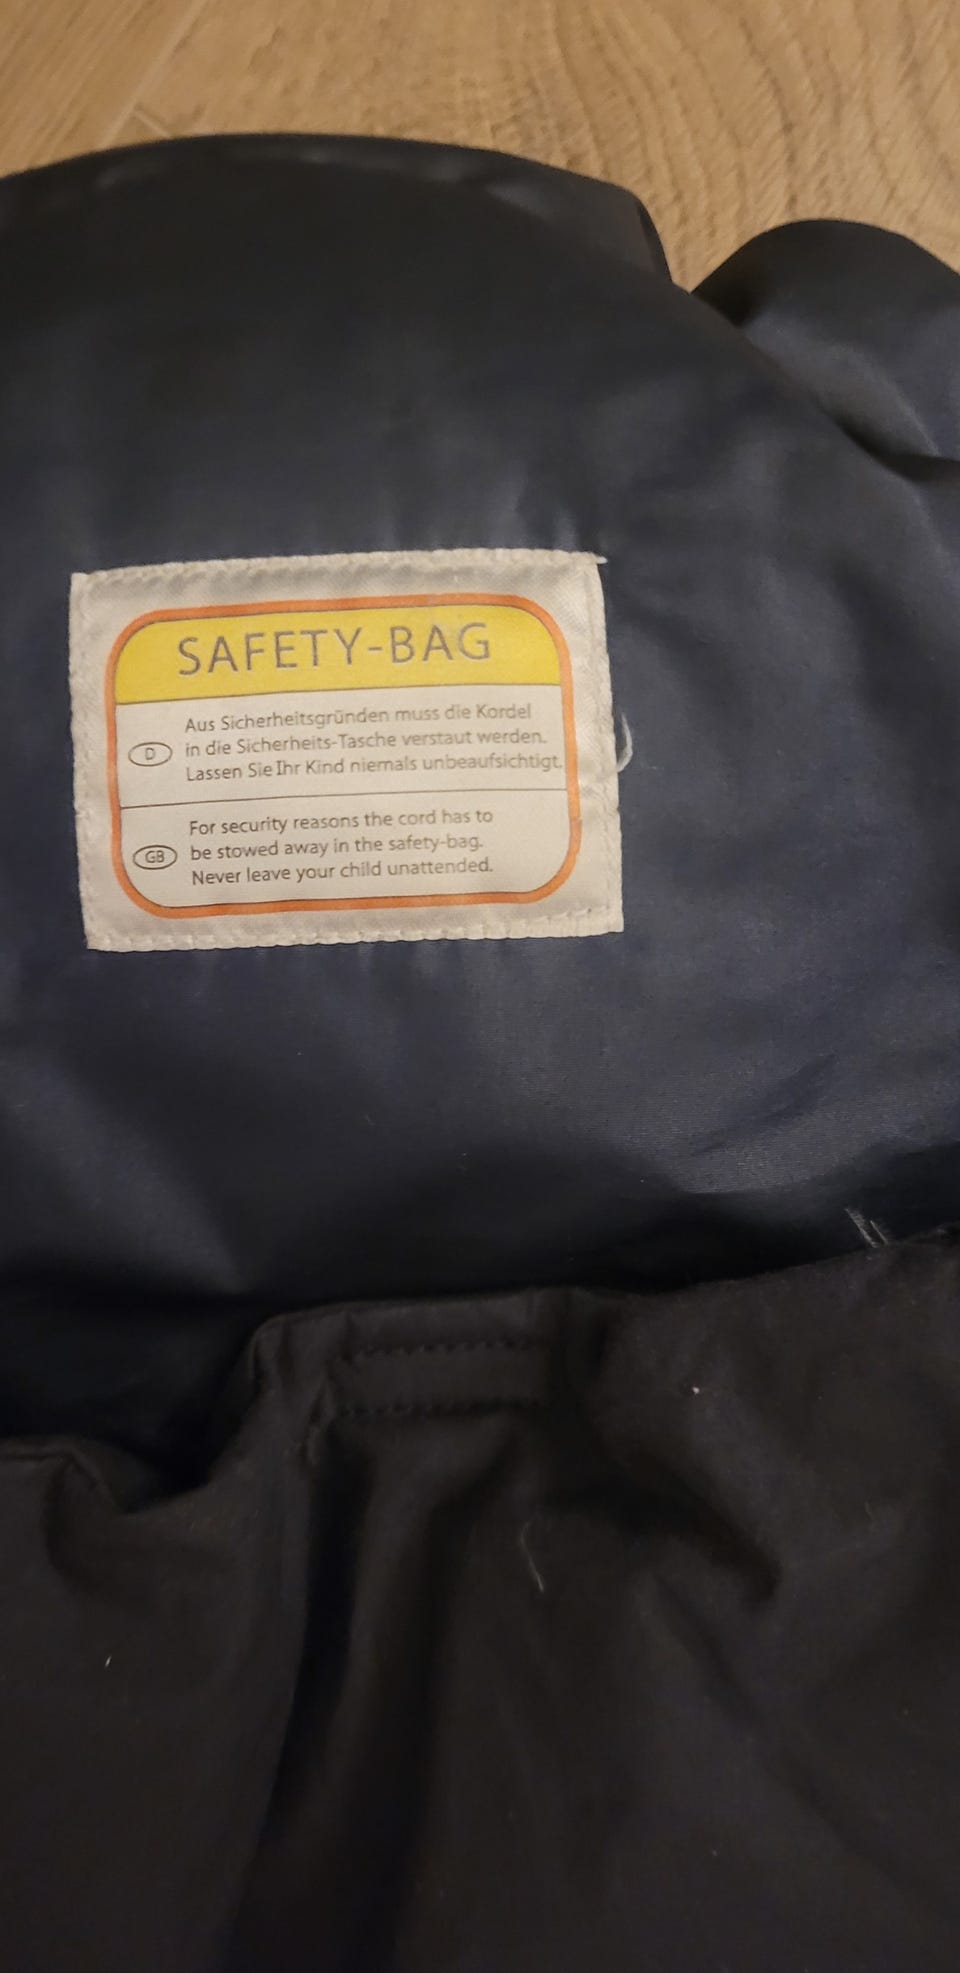 SAFETY-BAG
D
Aus Sicherheitsgründen muss die Kordel
in die Sicherheits-Tasche verstaut werden.
Lassen Sie Ihr Kind niemals unbeaufsichtigt.
GB
For security reasons the cord has to
be stowed away in the safety-bag.
Never leave your child unattended.